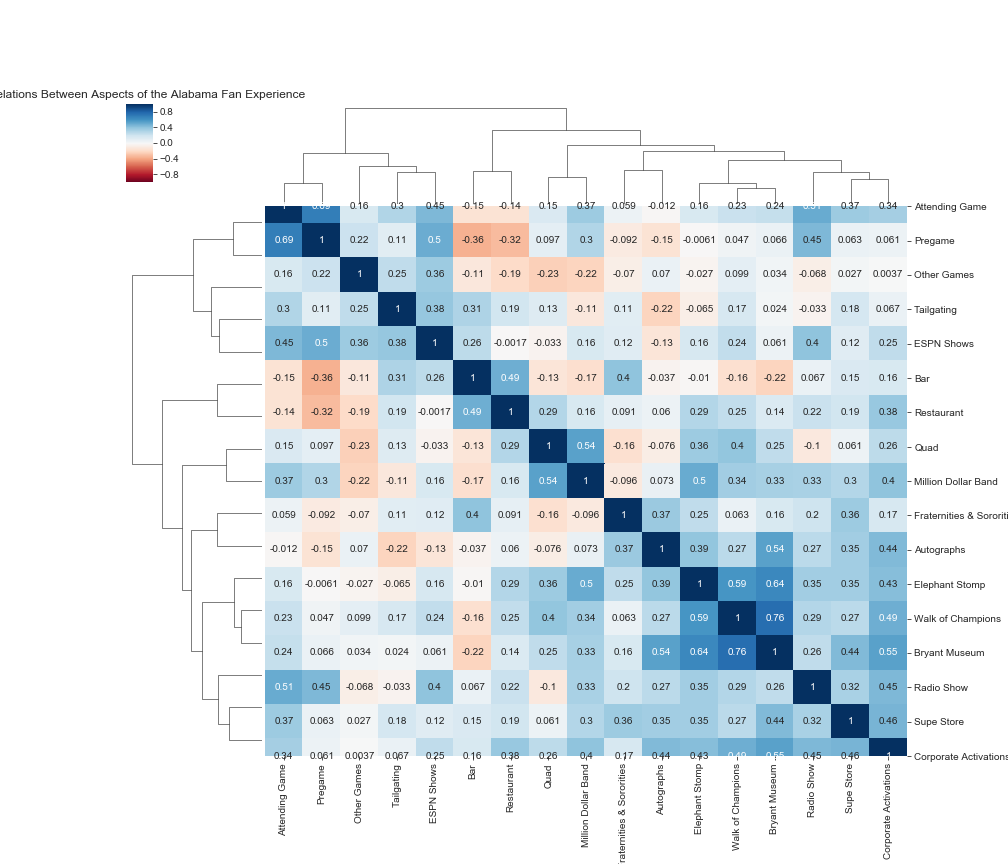 elations Between Aspects of the Alabama Fan Experience
0.8
0.4
0.0
−0.4
−0.8
1 0.69 0.16 0.3 0.45 -0.15 -0.14 0.15 0.37 0.059 -0.012 0.16 0.23 0.24 0.51 0.37 0.34 Attending Game
0.69 1 0.22 0.11 0.5 -0.36 -0.32 0.097 0.3 -0.092 -0.15 -0.0061 0.047 0.066 0.45 0.063 0.061 Pregame
0.16 0.22 1 0.25 0.36 -0.11 -0.19 -0.23 -0.22 -0.07 0.07 -0.027 0.099 0.034 -0.068 0.027 0.0037 Other Games
0.3 0.11 0.25 1 0.38 0.31 0.19 0.13 -0.11 0.11 -0.22 -0.065 0.17 0.024 -0.033 0.18 0.067 Tailgating
0.45 0.5 0.36 0.38 1 0.26 -0.0017 -0.033 0.16 0.12 -0.13 0.16 0.24 0.061 0.4 0.12 0.25 ESPN Shows
-0.15 -0.36 -0.11 0.31 0.26 1 0.49 -0.13 -0.17 0.4 -0.037 -0.01 -0.16 -0.22 0.067 0.15 0.16 Bar
-0.14 -0.32 -0.19 0.19 -0.0017 0.49 1 0.29 0.16 0.091 0.06 0.29 0.25 0.14 0.22 0.19 0.38 Restaurant
0.15 0.097 -0.23 0.13 -0.033 -0.13 0.29 1 0.54 -0.16 -0.076 0.36 0.4 0.25 -0.1 0.061 0.26 Quad
0.37 0.3 -0.22 -0.11 0.16 -0.17 0.16 0.54 1 -0.096 0.073 0.5 0.34 0.33 0.33 0.3 0.4 Million Dollar Band
0.059 -0.092 -0.07 0.11 0.12 0.4 0.091 -0.16 -0.096 1 0.37 0.25 0.063 0.16 0.2 0.36 0.17 Fraternities & Sororiti
-0.012 -0.15 0.07 -0.22 -0.13 -0.037 0.06 -0.076 0.073 0.37 1 0.39 0.27 0.54 0.27 0.35 0.44 Autographs
0.16 -0.0061 -0.027 -0.065 0.16 -0.01 0.29 0.36 0.5 0.25 0.39 1 0.59 0.64 0.35 0.35 0.43 Elephant Stomp
0.23 0.047 0.099 0.17 0.24 -0.16 0.25 0.4 0.34 0.063 0.27 0.59 1 0.76 0.29 0.27 0.49 Walk of Champions
0.24 0.066 0.034 0.024 0.061 -0.22 0.14 0.25 0.33 0.16 0.54 0.64 0.76 1 0.26 0.44 0.55 Bryant Museum
0.51 0.45 -0.068 -0.033 0.4 0.067 0.22 -0.1 0.33 0.2 0.27 0.35 0.29 0.26 1 0.32 0.45 Radio Show
0.37 0.063 0.027 0.18 0.12 0.15 0.19 0.061 0.3 0.36 0.35 0.35 0.27 0.44 0.32 1 0.46 Supe Store
0.34 0.061 0.0037 0.067 0.25 0.16 0.38 0.26 0.4 0.17 0.44 0.43 0.49 0.55 0.45 0.46 1 Corporate Activations
Attending Game
Pregame
Other Games
Tailgating
ESPN Shows
Bar
Restaurant
Quad
Million Dollar Band
raternities & Sororities
Autographs
Elephant Stomp
Walk of Champions
Bryant Museum
Radio Show
Supe Store
Corporate Activations